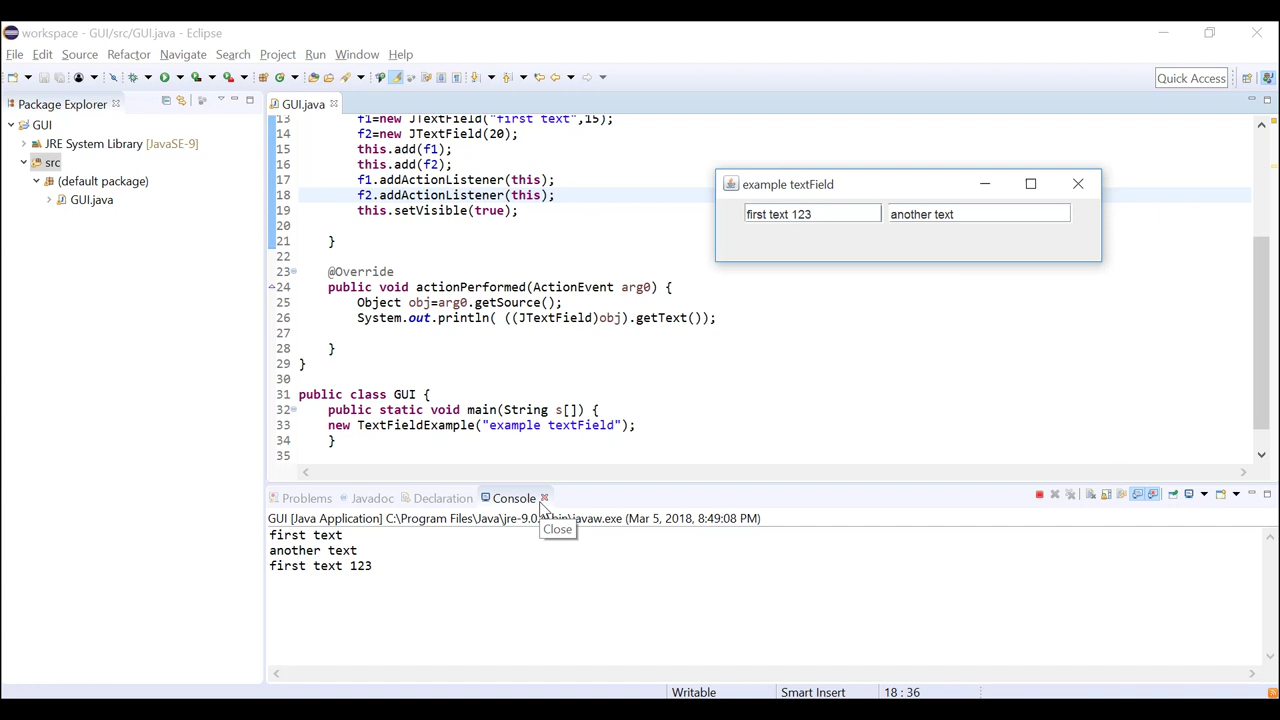 workspace - GUI/src/GUI.java - Eclipse
File Edit Source Refactor Navigate Search Project Run Window Help
Quick Access
Package Explorer
GUI
JRE System Library [JavaSE-9]
src
(default package)
GUI.java
GUI.java
13 f1=new JTextField("first text",15);
14 f2=new JTextField(20);
15 this.add(f1);
16 this.add(f2);
17 f1.addActionListener(this);
18 f2.addActionListener(this);
19 this.setVisible(true);
20
21 }
22
23 @Override
24 public void actionPerformed(ActionEvent arg0) {
25 Object obj=arg0.getSource();
26 System.out.println( ((JTextField)obj).getText());
27
28 }
29 }
30
31 public class GUI {
32 public static void main(String s[]) {
33 new TextFieldExample("example textField");
34 }
35
example textField
first text 123
another text
Problems Javadoc Declaration Console
GUI [Java Application] C:\Program Files\Java\jre-9.0. bin\javaw.exe (Mar 5, 2018, 8:49:08 PM)
Close
first text
another text
first text 123
Writable Smart Insert 18 : 36